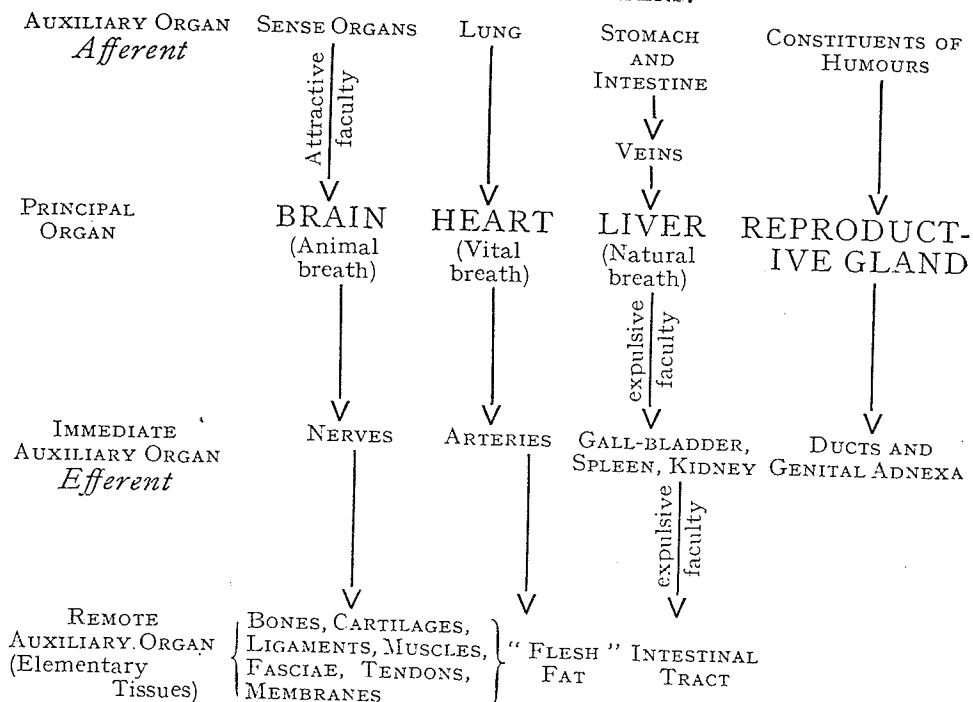 AUXILIARY ORGAN
Afferent
SENSE ORGANS
LUNG
STOMACH
AND
INTESTINE
CONSTITUENTS OF
HUMOURS
Attractive
faculty
VEINS
PRINCIPAL
ORGAN
BRAIN
(Animal
breath)
HEART
(Vital
breath)
LIVER
(Natural
breath)
REPRODUCT-
IVE GLAND
expulsive
faculty
IMMEDIATE
AUXILIARY ORGAN
Efferent
NERVES
ARTERIES
GALL-BLADDER,
SPLEEN, KIDNEY
DUCTS AND
GENITAL ADNEXA
expulsive
faculty
REMOTE
AUXILIARY ORGAN
(Elementary
Tissues)
BONES, CARTILAGES,
LIGAMENTS, MUSCLES,
FASCIAE, TENDONS,
MEMBRANES
"FLESH"
FAT
INTESTINAL
TRACT